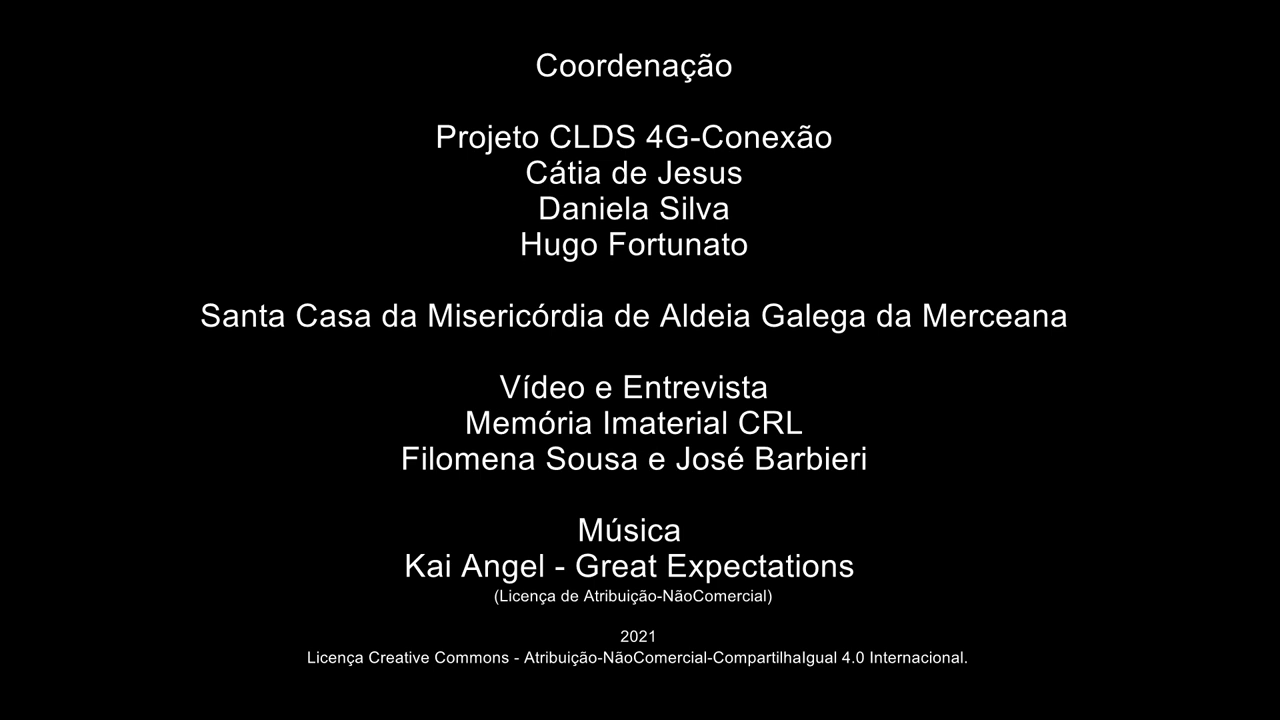 Coordenação
Projeto CLDS 4G-Conexão
Cátia de Jesus
Daniela Silva
Hugo Fortunato
Santa Casa da Misericórdia de Aldeia Galega da Merceana
Vídeo e Entrevista
Memória Imaterial CRL
Filomena Sousa e José Barbieri
Música
Kai Angel - Great Expectations
(Licença de Atribuição-NãoComercial)
2021
Licença Creative Commons - Atribuição-NãoComercial-CompartilhaIgual 4.0 Internacional.